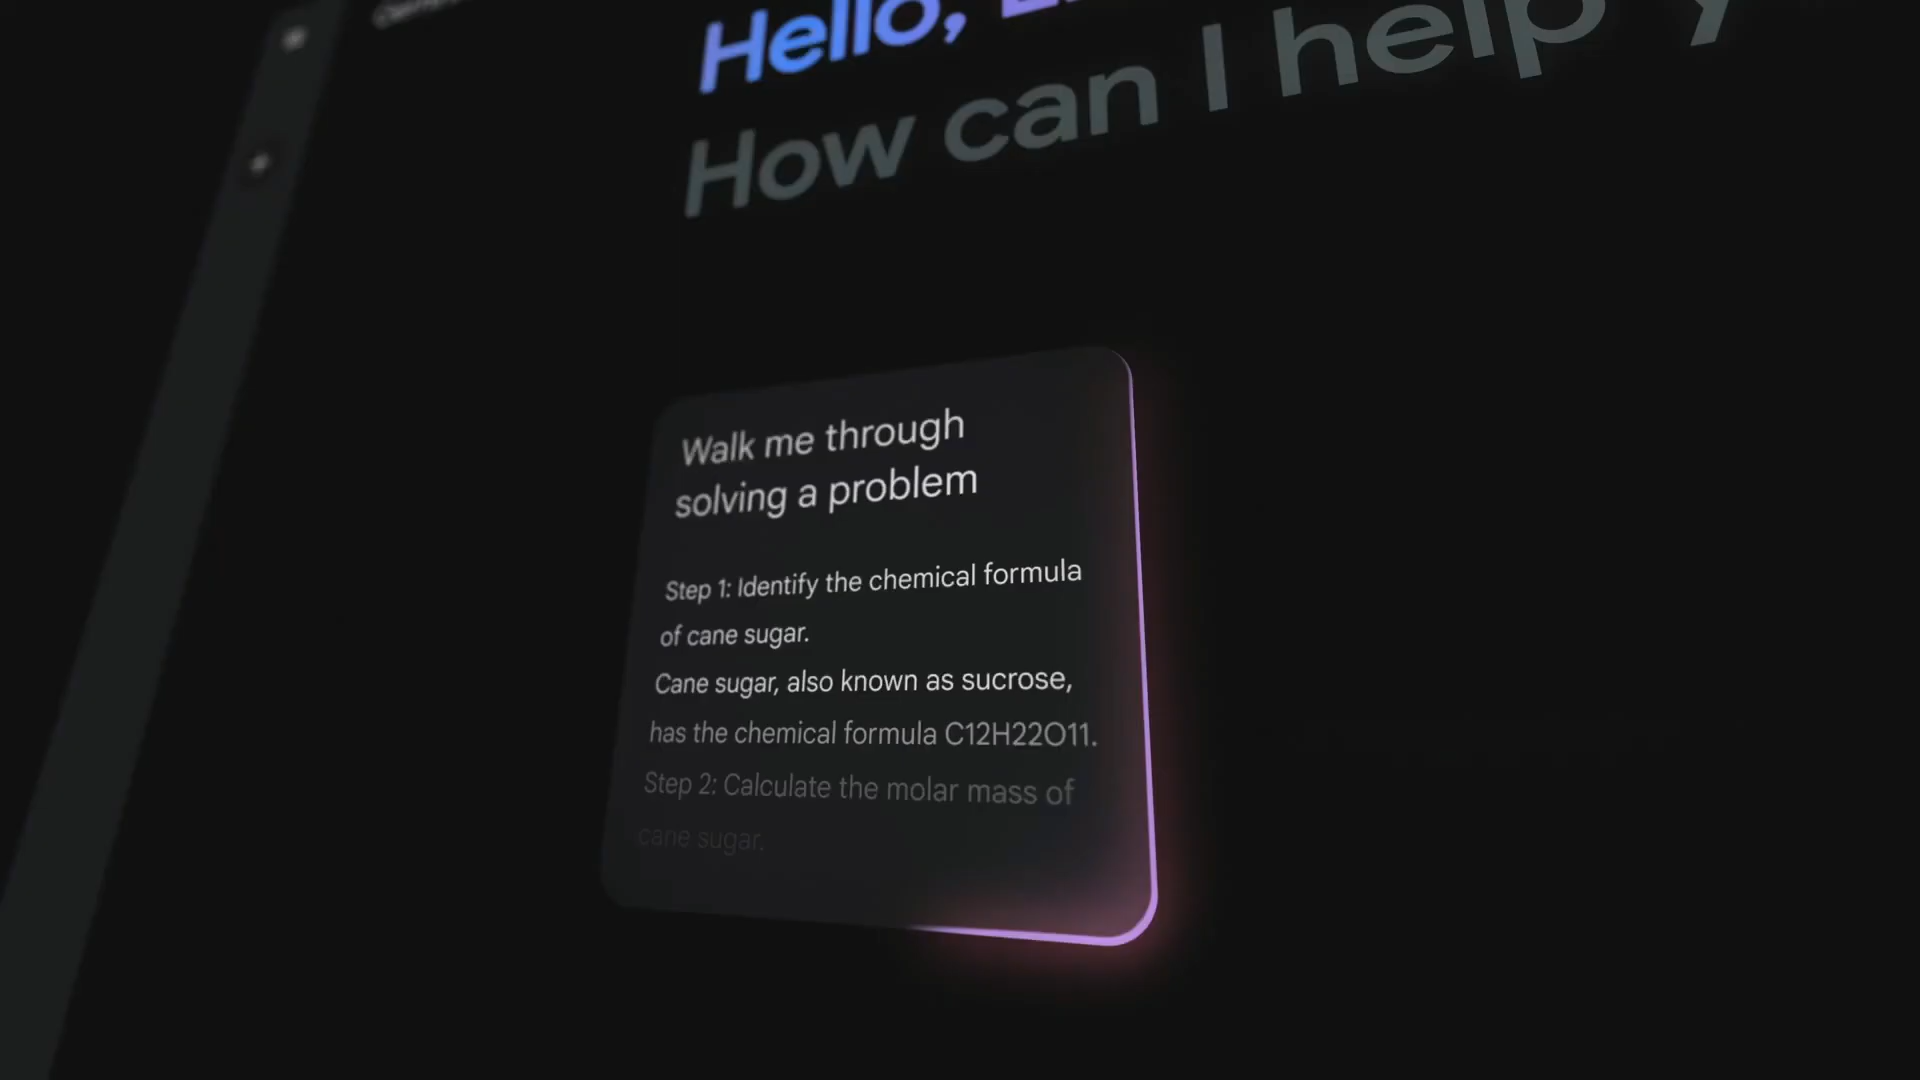 Hello,
How can I help
Walk me through
solving a problem
Step 1: Identify the chemical formula
of cane sugar.
Cane sugar, also known as sucrose,
has the chemical formula C12H22O11.
Step 2: Calculate the molar mass of
cane sugar.